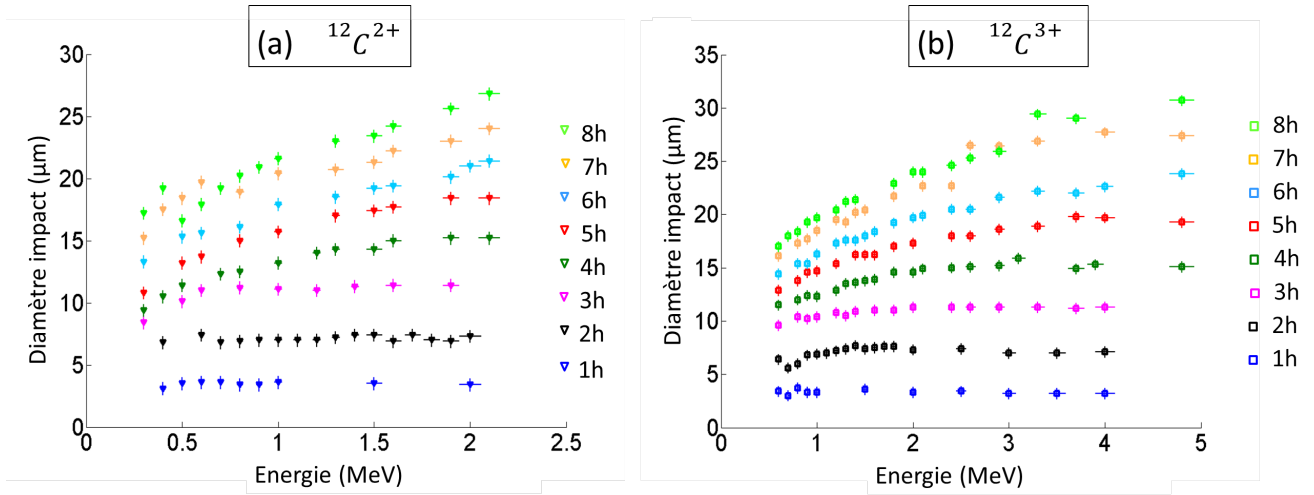 (a) ¹²C²⁺
30
25
20
15
10
5
0
0 0.5 1 1.5 2 2.5
Diamètre impact (µm)
Energie (MeV)
8h
7h
6h
5h
4h
3h
2h
1h
(b) ¹²C³⁺
35
30
25
20
15
10
5
0
0 1 2 3 4 5
Diamètre impact (µm)
Energie (MeV)
8h
7h
6h
5h
4h
3h
2h
1h